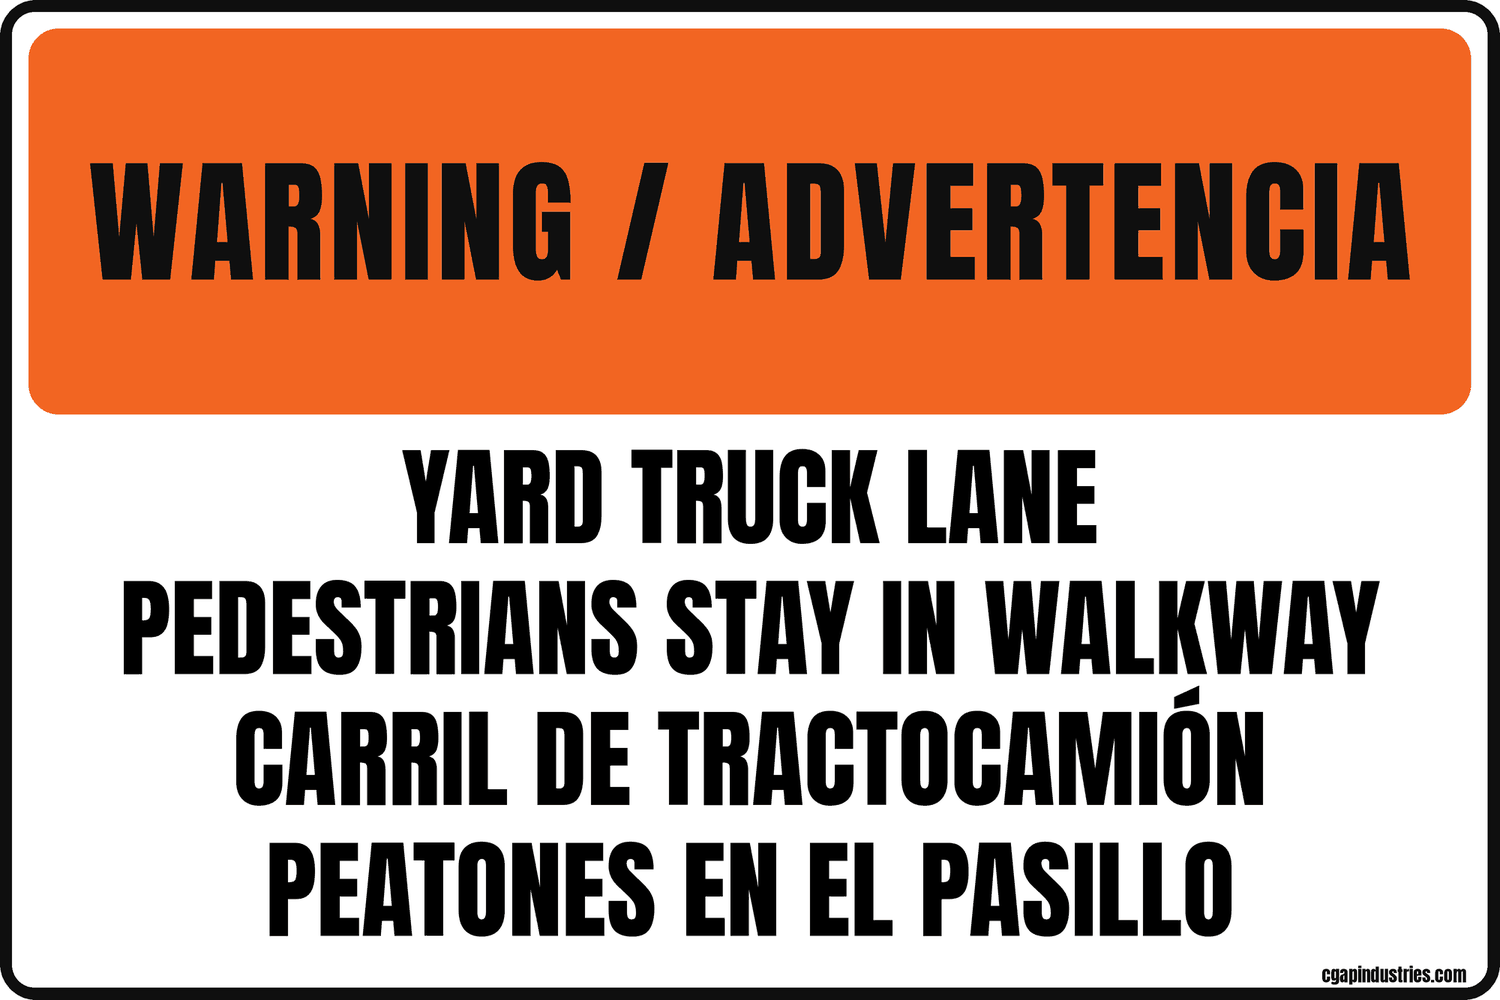 WARNING / ADVERTENCIA
YARD TRUCK LANE
PEDESTRIANS STAY IN WALKWAY
CARRIL DE TRACTOCAMIÓN
PEATONES EN EL PASILLO
cgapindustries.com